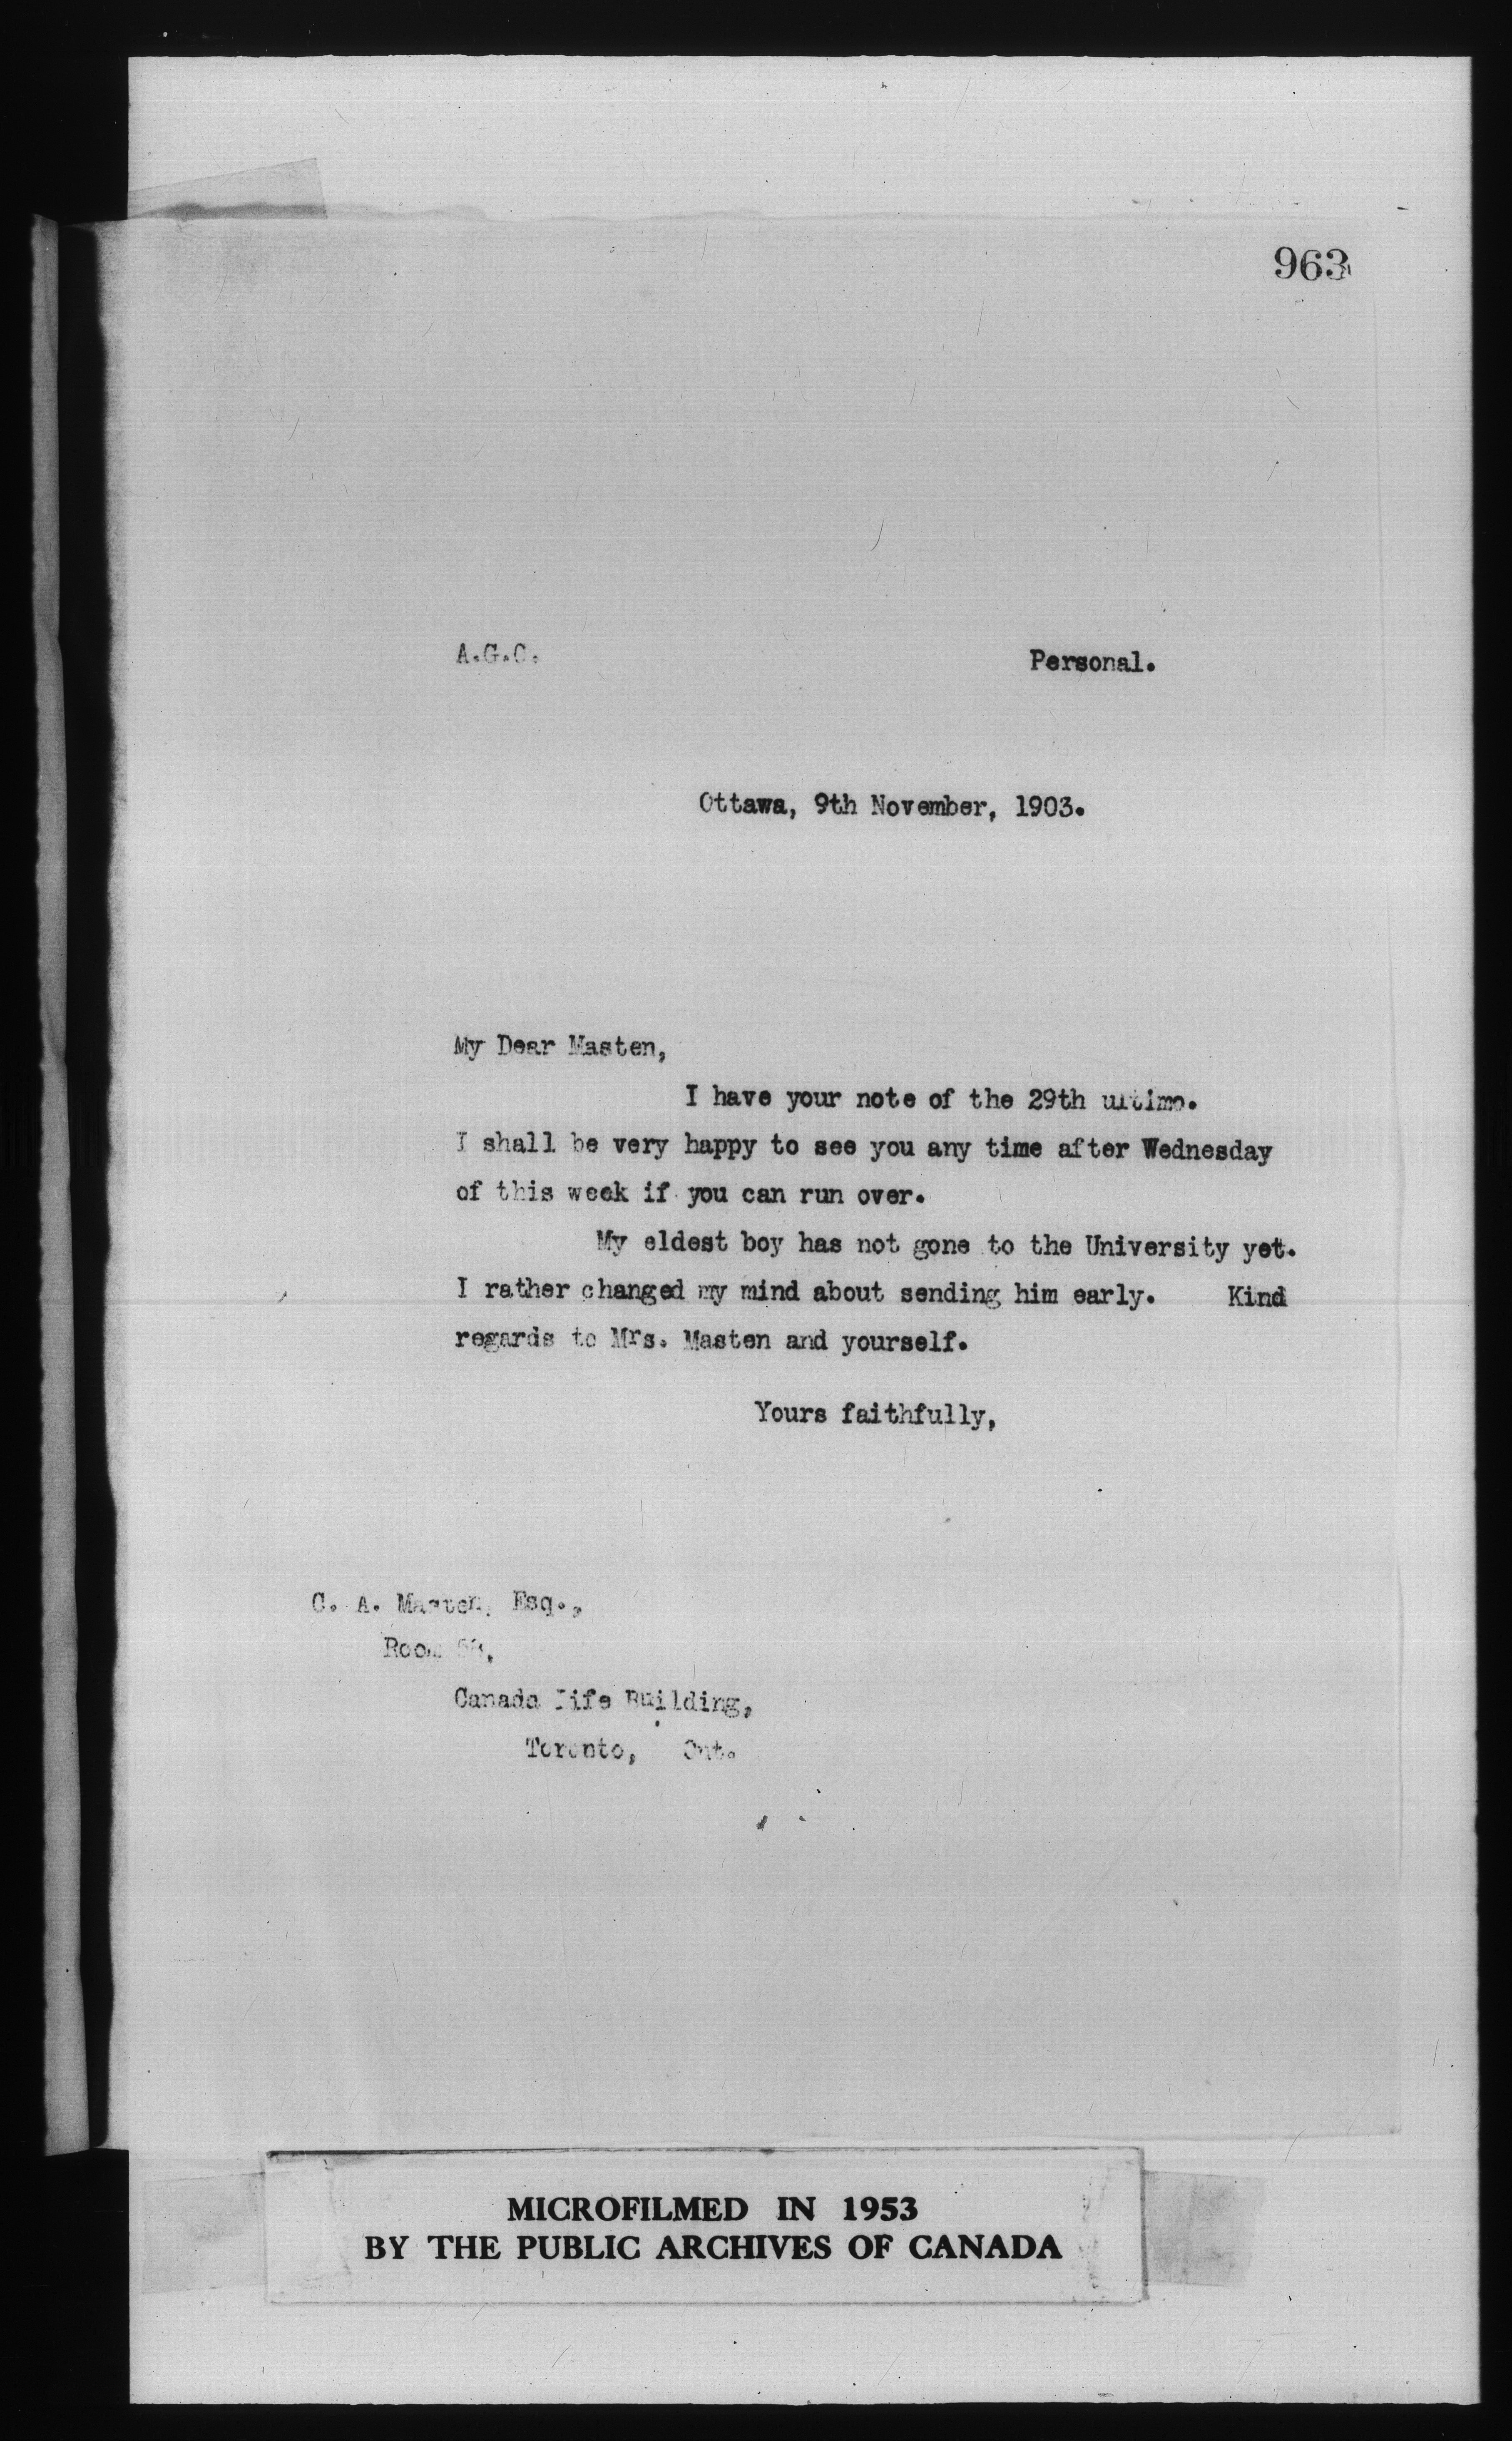 963
A.G.C. Personal.
Ottawa, 9th November, 1903.
My Dear Masten,
I have your note of the 29th ultimo.
I shall be very happy to see you any time after Wednesday
of this week if you can run over.
My eldest boy has not gone to the University yet.
I rather changed my mind about sending him early. Kind
regards to Mrs. Masten and yourself.
Yours faithfully,
C. A. Masten, Esq.,
Room
Canada Life Building,
Toronto, Ont.
MICROFILMED IN 1953
BY THE PUBLIC ARCHIVES OF CANADA